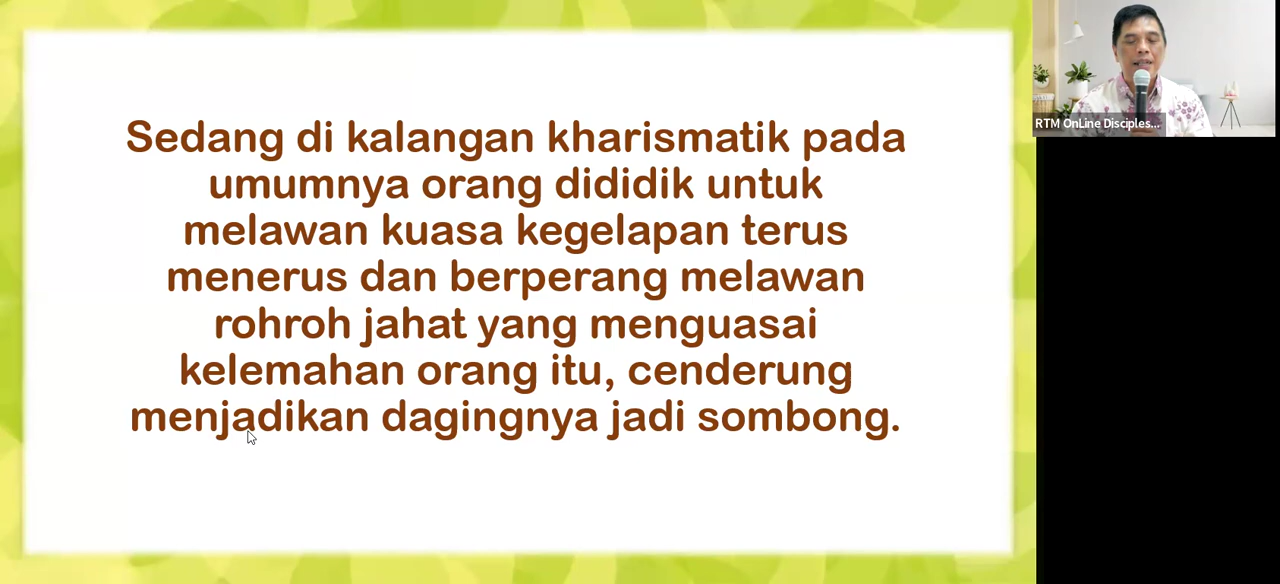 Sedang di kalangan kharismatik pada
umumnya orang dididik untuk
melawan kuasa kegelapan terus
menerus dan berperang melawan
rohroh jahat yang menguasai
kelemahan orang itu, cenderung
menjadikan dagingnya jadi sombong.
RTM OnLine Disciples...